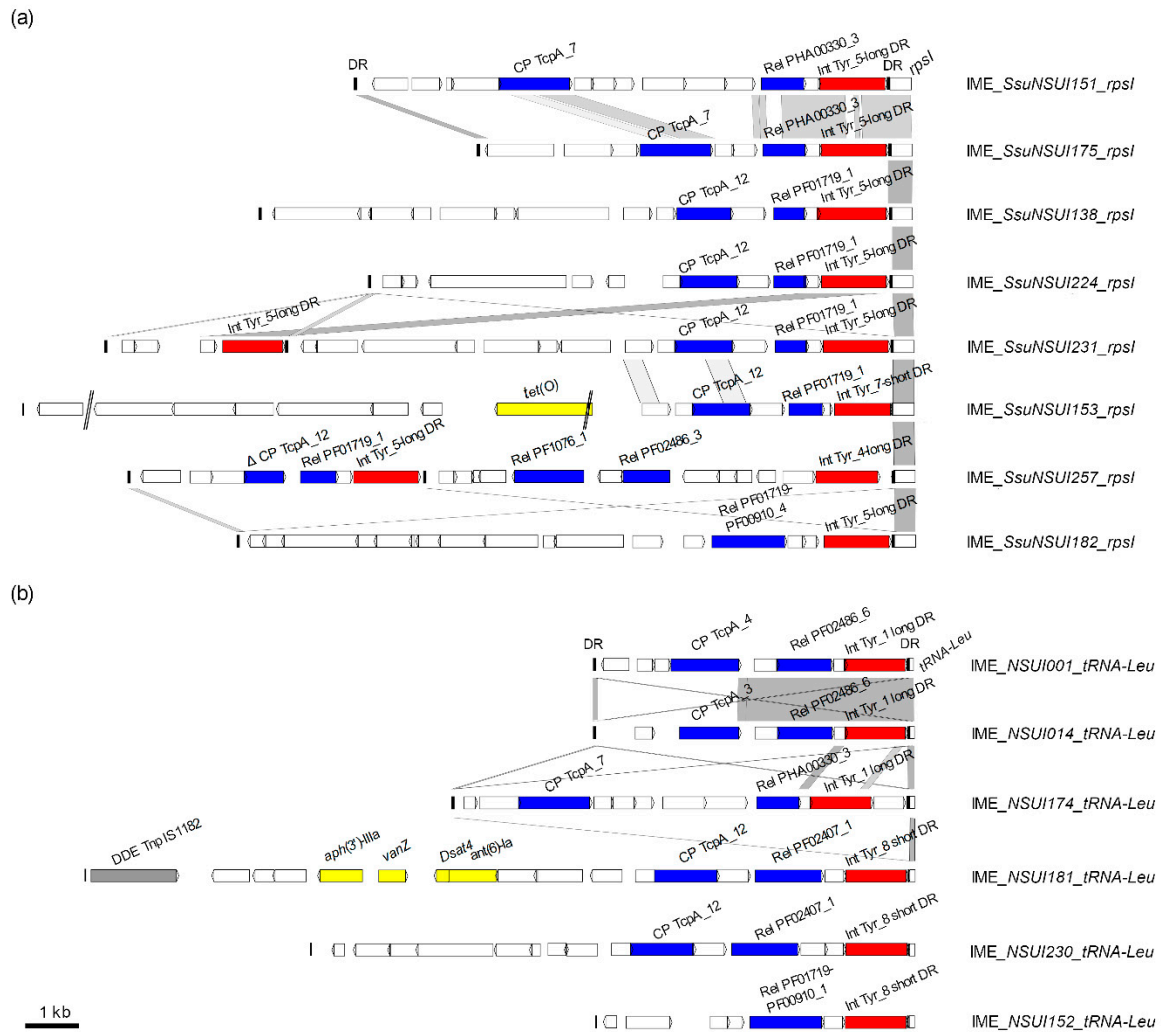 (a)
DR
CP TcpA_7
Rel PHA00330_3
Int Tyr_5-long DR
DR
rpsI
IME_SsuNSUI151_rpsI
CP TcpA_7
Rel PHA00330_3
Int Tyr_5-long DR
IME_SsuNSUI175_rpsI
CP TcpA_12
Rel PF01719_1
Int Tyr_5-long DR
IME_SsuNSUI138_rpsI
CP TcpA_12
Rel PF01719_1
Int Tyr_5-long DR
IME_SsuNSUI224_rpsI
Int Tyr_5-long DR
CP TcpA_12
Rel PF01719_1
Int Tyr_5-long DR
IME_SsuNSUI231_rpsI
tet(O)
CP TcpA_12
Rel PF01719_1
Int Tyr_7-short DR
IME_SsuNSUI153_rpsI
Δ CP TcpA_12
Rel PF01719_1
Int Tyr_5-long DR
Rel PF1076_1
Rel PF02486_3
Int Tyr_4-long DR
IME_SsuNSUI257_rpsI
Rel PF01719-
PF00910_4
Int Tyr_5-long DR
IME_SsuNSUI182_rpsI
(b)
DR
CP TcpA_4
Rel PF02486_6
Int Tyr_1 long DR
DR
tRNA-Leu
IME_NSUI001_tRNA-Leu
CP TcpA_3
Rel PF02486_6
Int Tyr_1 long DR
IME_NSUI014_tRNA-Leu
CP TcpA_7
Rel PHA00330_3
Int Tyr_1 long DR
IME_NSUI174_tRNA-Leu
DDE Tnp IS1182
aph(3')-IIIa
vanZ
Dsat4
ant(6)-Ia
CP TcpA_12
Rel PF02407_1
Int Tyr_8 short DR
IME_NSUI181_tRNA-Leu
CP TcpA_12
Rel PF02407_1
Int Tyr_8 short DR
IME_NSUI230_tRNA-Leu
Rel PF01719-
PF00910_1
Int Tyr_8 short DR
IME_NSUI152_tRNA-Leu
1 kb